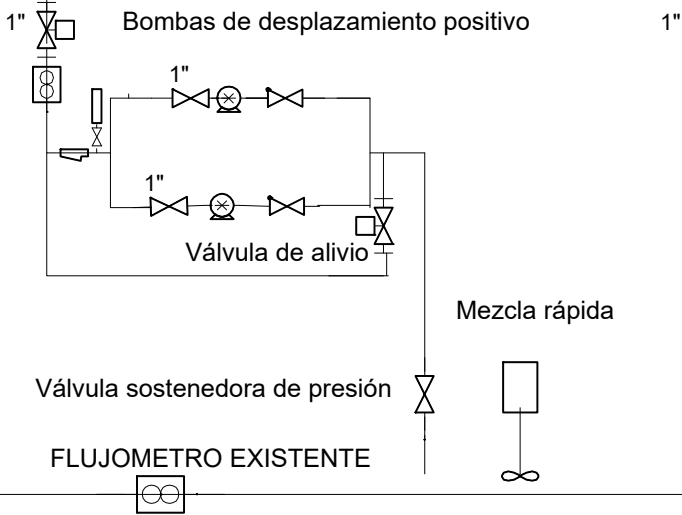 1" Bombas de desplazamiento positivo 1"
1"
1"
Válvula de alivio
Mezcla rápida
Válvula sostenedora de presión
FLUJOMETRO EXISTENTE